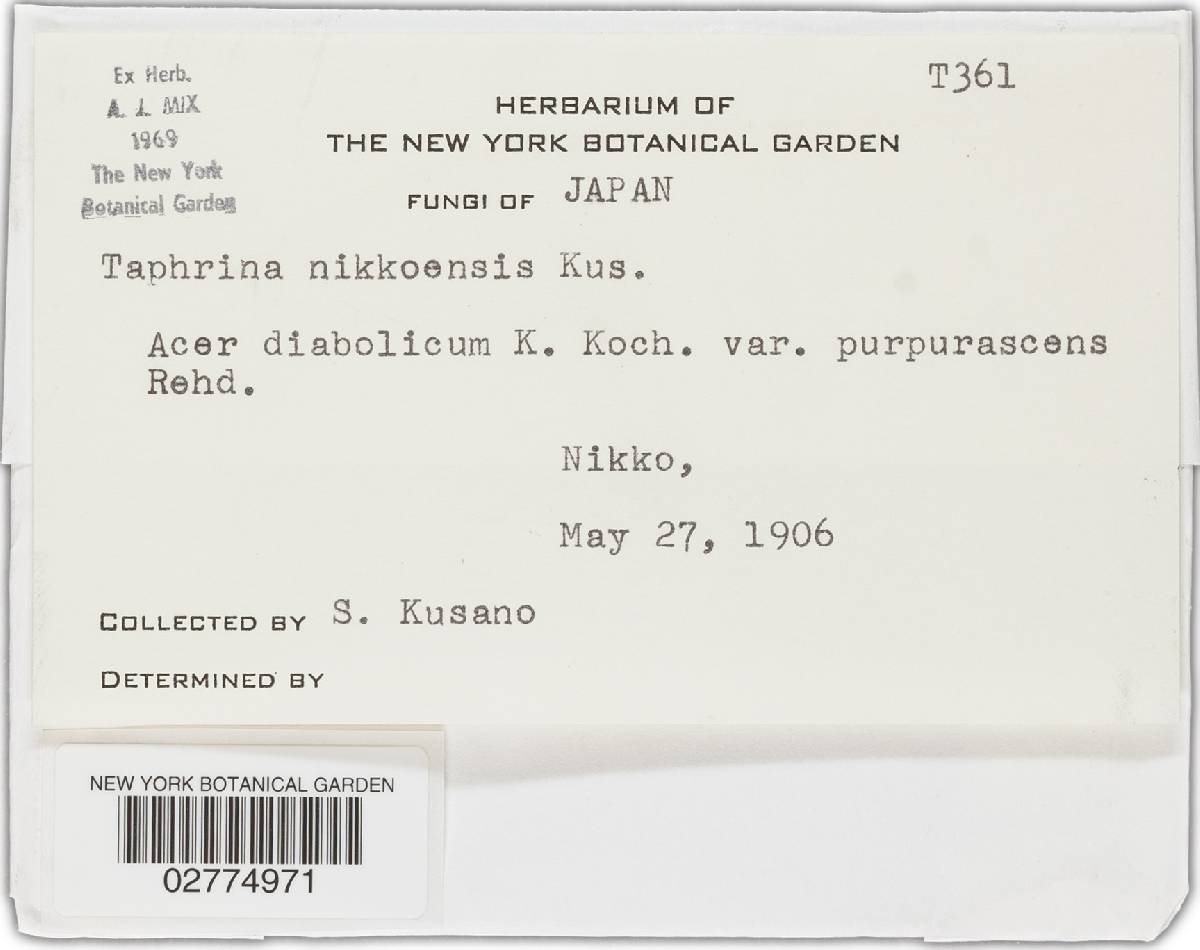 Ex Herb.
A. J. MIX
1969
The New York
Botanical Garden
T361
HERBARIUM OF
THE NEW YORK BOTANICAL GARDEN
FUNGI OF JAPAN
Taphrina nikkoensis Kus.
Acer diabolicum K. Koch. var. purpurascens
Rehd.
Nikko,
May 27, 1906
COLLECTED BY S. Kusano
DETERMINED BY
NEW YORK BOTANICAL GARDEN
02774971